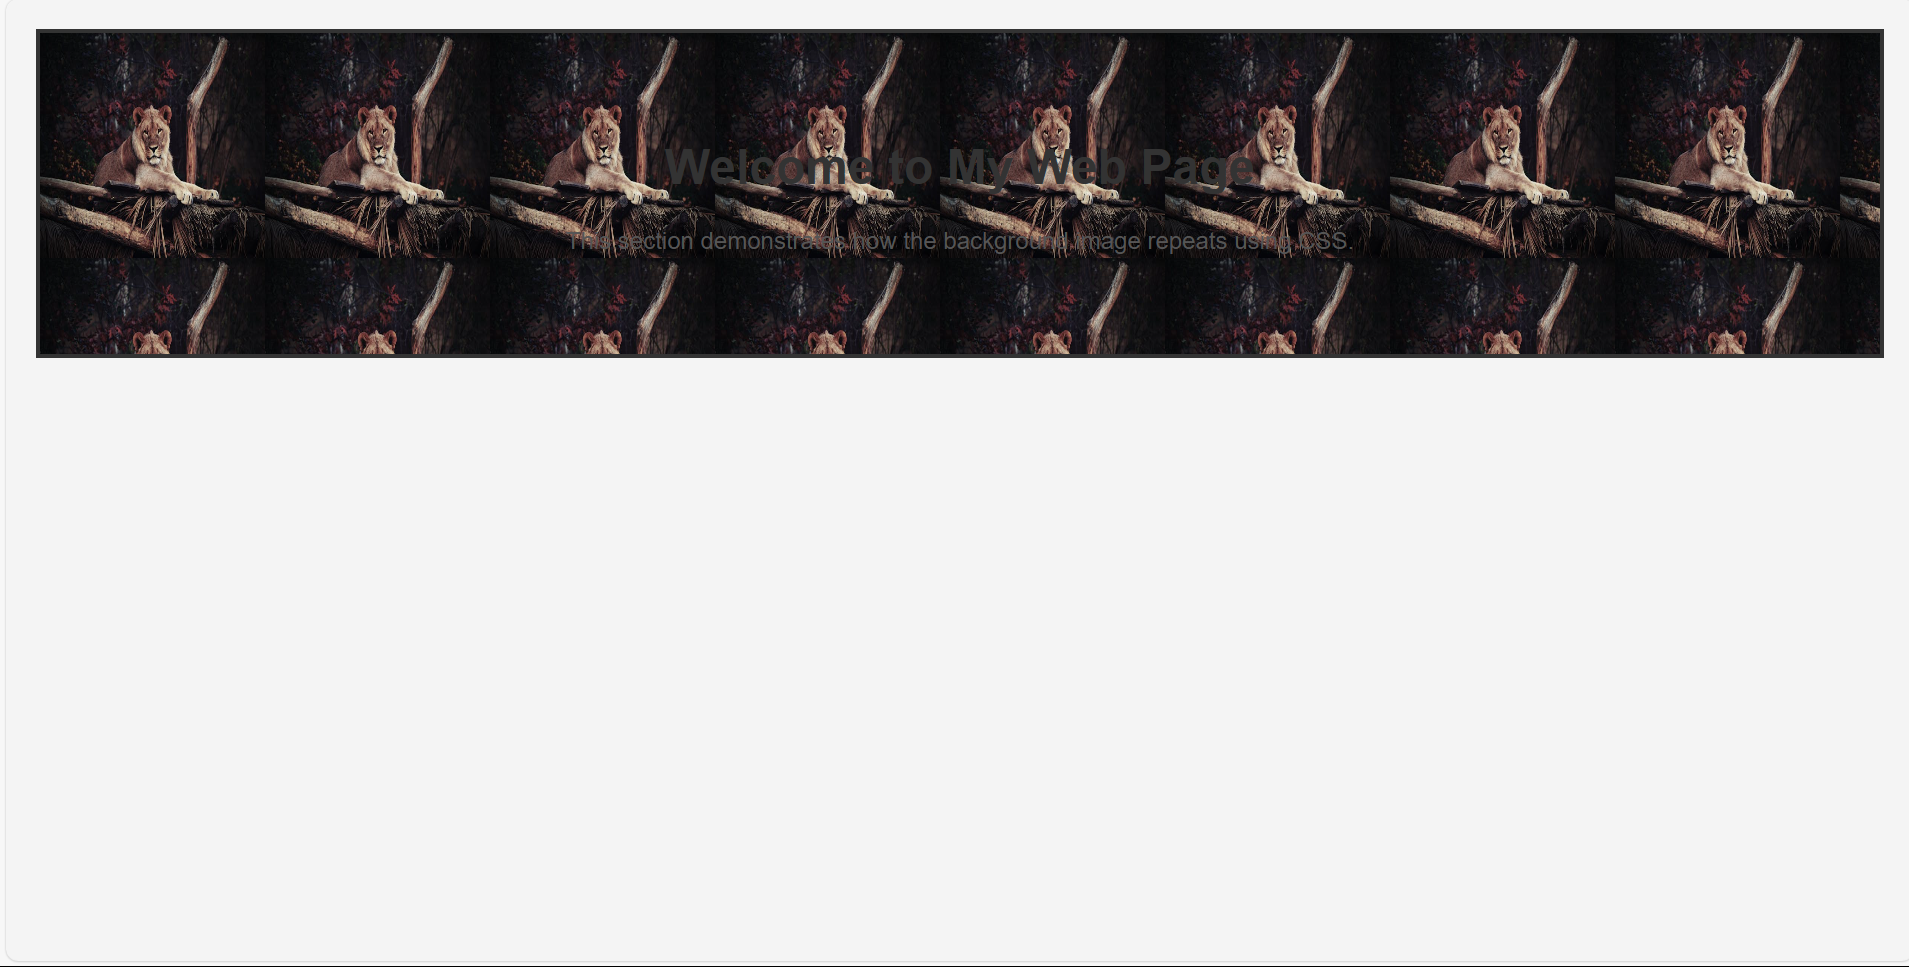 Welcome to My Web Page
This section demonstrates how the background image repeats using CSS.